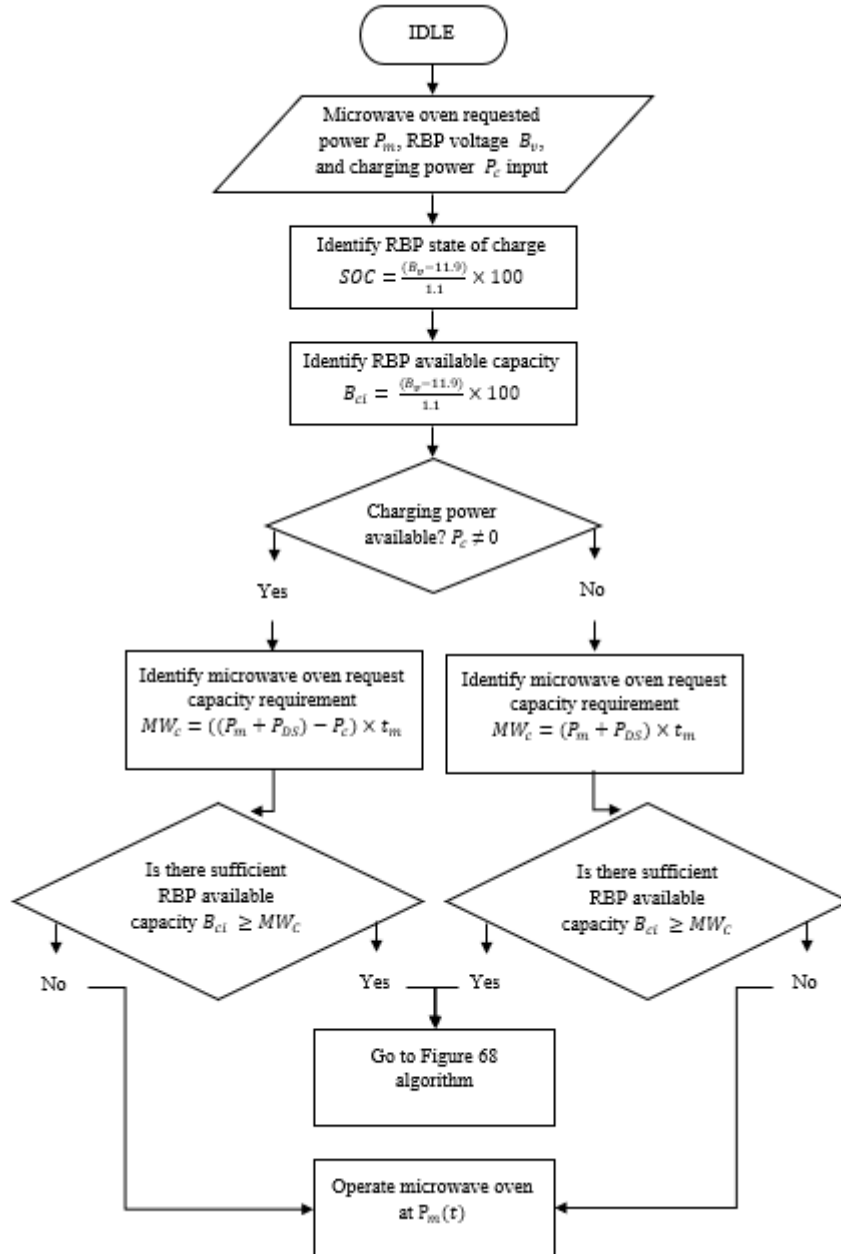 IDLE
Microwave oven requested
power P_m, RBP voltage B_v,
and charging power P_c input
Identify RBP state of charge
SOC = (B_v−11.9)/1.1 × 100
Identify RBP available capacity
B_ci = (B_v−11.9)/1.1 × 100
Charging power
available? P_c ≠ 0
Yes
No
Identify microwave oven request
capacity requirement
MW_c = ((P_m + P_DS) − P_c) × t_m
Identify microwave oven request
capacity requirement
MW_c = (P_m + P_DS) × t_m
Is there sufficient
RBP available
capacity B_ci ≥ MW_C
Is there sufficient
RBP available
capacity B_ci ≥ MW_C
No
Yes
Yes
No
Go to Figure 68
algorithm
Operate microwave oven
at P_m(t)